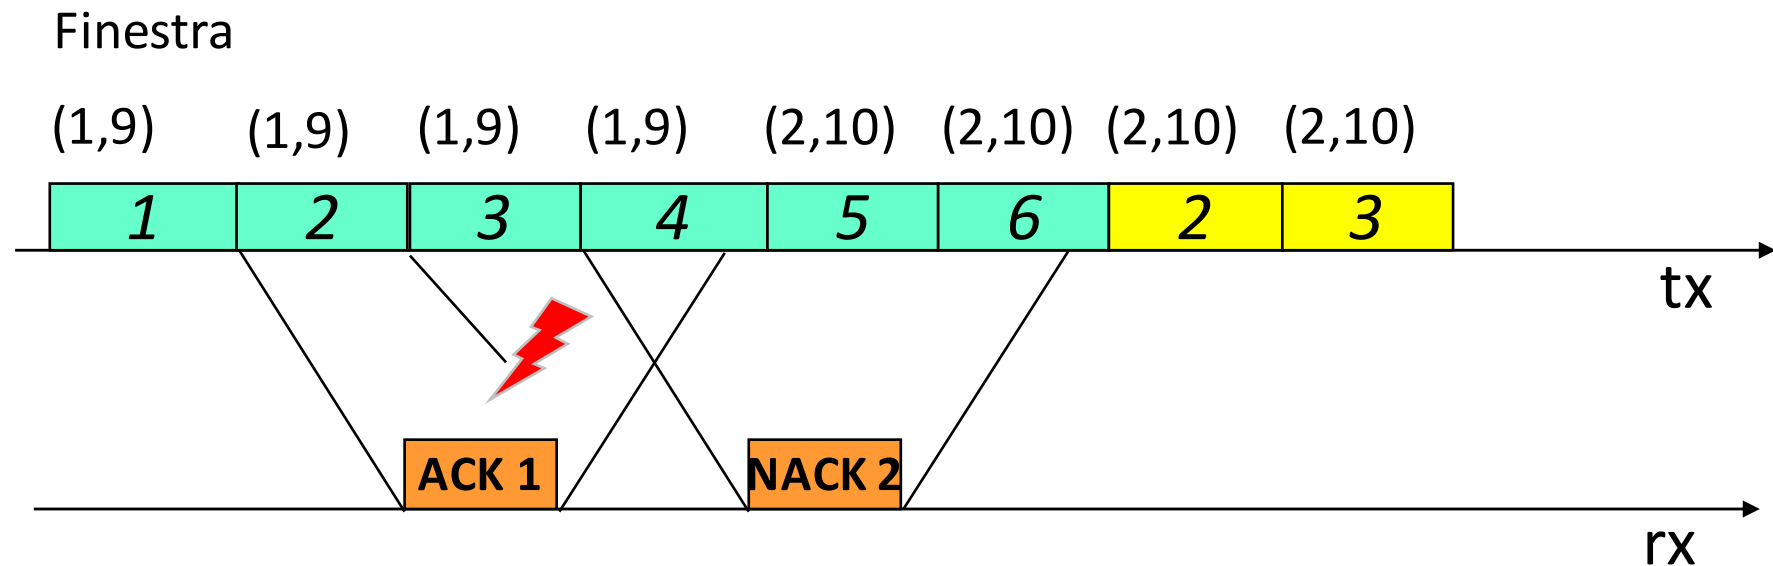 Finestra
(1,9) (1,9) (1,9) (1,9) (2,10) (2,10) (2,10) (2,10)
1 2 3 4 5 6 2 3
tx
ACK 1 NACK 2
rx